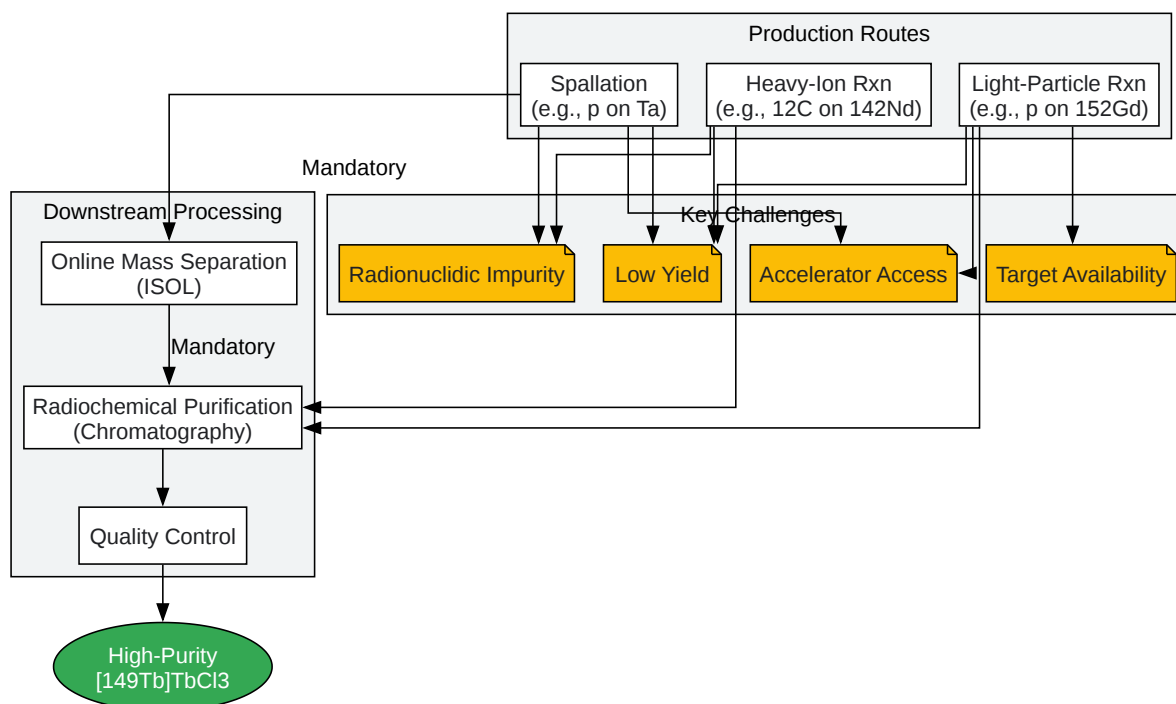 Production Routes
Spallation
(e.g., p on Ta)
Heavy-Ion Rxn
(e.g., 12C on 142Nd)
Light-Particle Rxn
(e.g., p on 152Gd)
Mandatory
Downstream Processing
Key Challenges
Online Mass Separation
(ISOL)
Radionuclidic Impurity
Low Yield
Accelerator Access
Target Availability
Mandatory
Radiochemical Purification
(Chromatography)
Quality Control
High-Purity
[149Tb]TbCl3